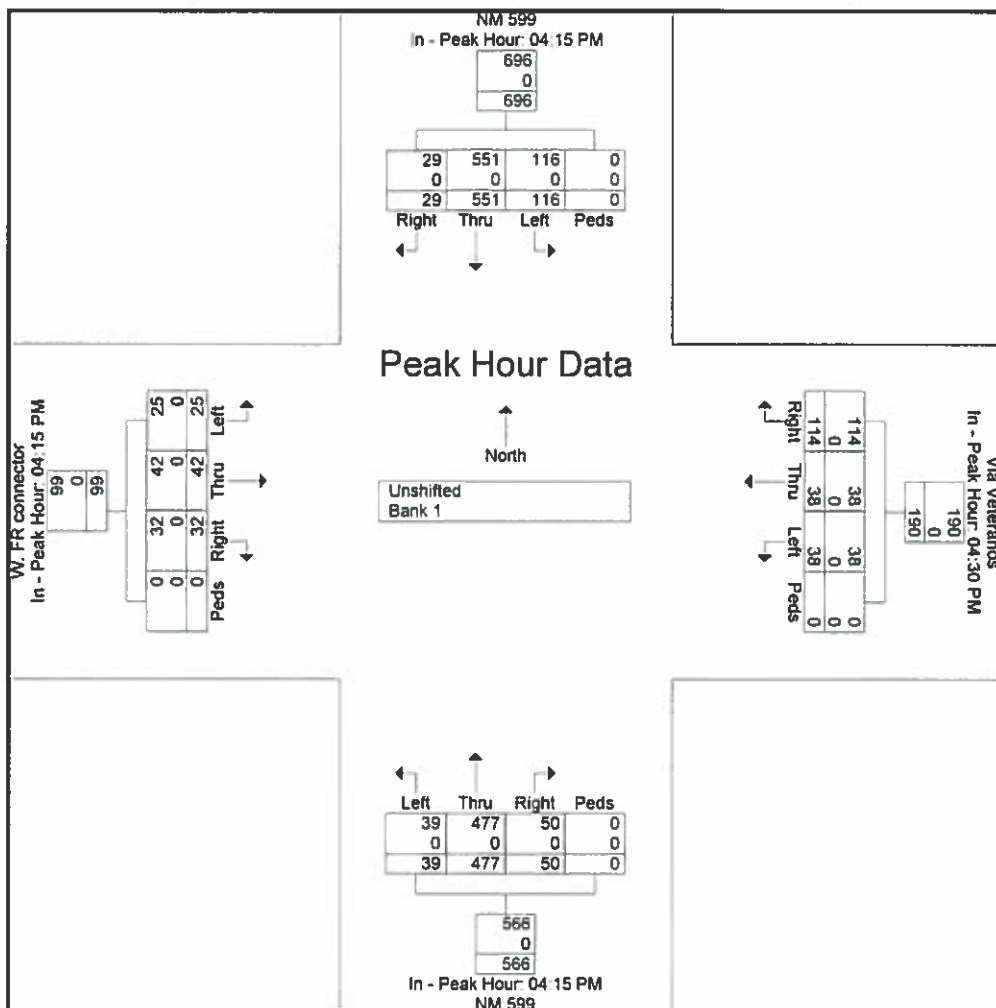 NM 599
In - Peak Hour: 04:15 PM
696
0
696
29 551 116 0
0 0 0 0
29 551 116 0
Right Thru Left Peds
Peak Hour Data
North
Unshifted
Bank 1
W. FR connector
In - Peak Hour: 04:15 PM
99
0
99
25 0 25 Left
42 0 42 Thru
32 0 32 Right
0 0 0 Peds
Via Veteranos
In - Peak Hour: 04:30 PM
190
0
190
Right 114 0 114
Thru 38 0 38
Left 38 0 38
Peds 0 0 0
Left Thru Right Peds
39 477 50 0
0 0 0 0
39 477 50 0
566
0
566
In - Peak Hour: 04:15 PM
NM 599